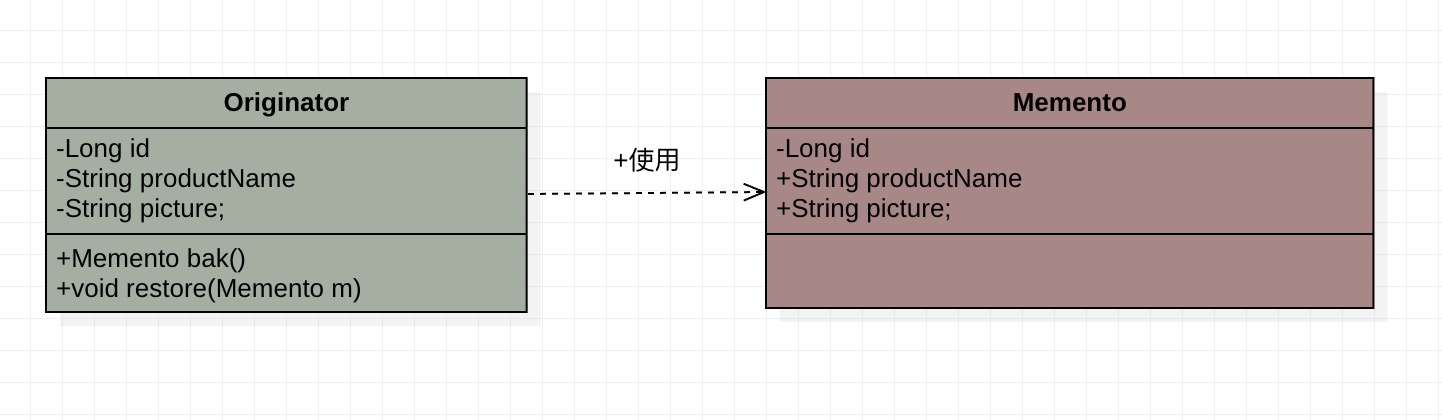 Originator
-Long id
-String productName
-String picture;
+Memento bak()
+void restore(Memento m)
+使用
Memento
-Long id
+String productName
+String picture;